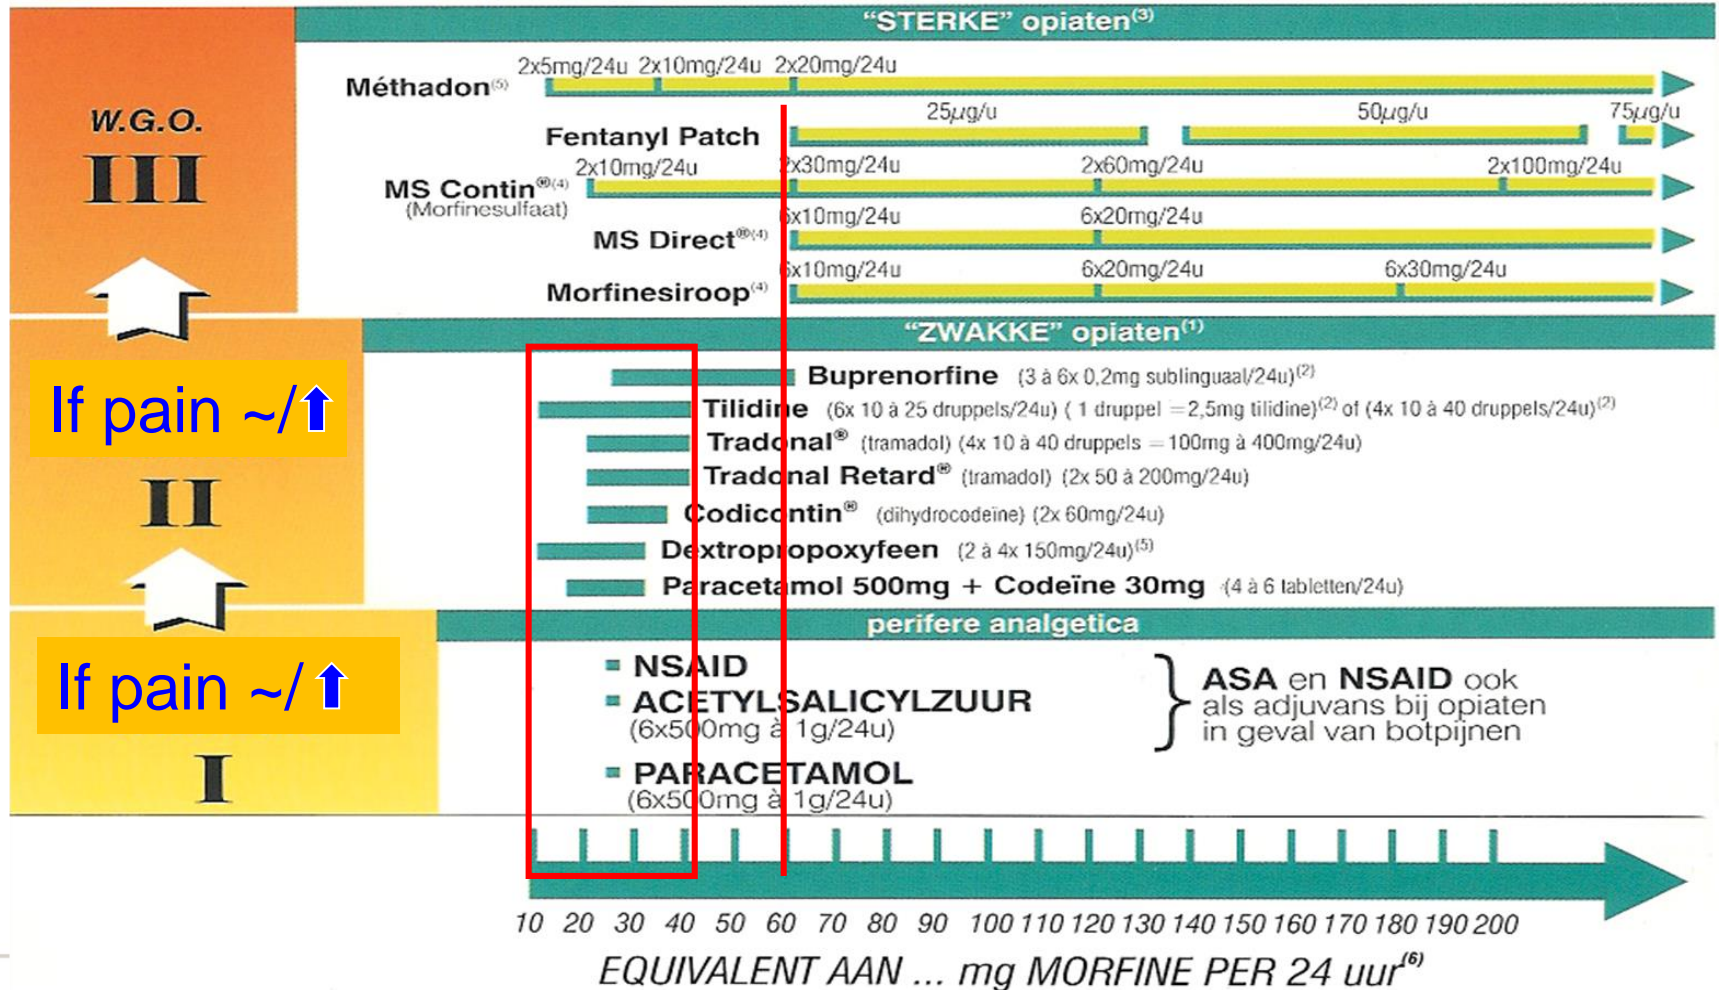 "STERKE" opiaten(3)
W.G.O.
III
2x5mg/24u 2x10mg/24u 2x20mg/24u
Méthadon(5)
25µg/u 50µg/u 75µg/u
Fentanyl Patch
2x10mg/24u 2x30mg/24u 2x60mg/24u 2x100mg/24u
MS Contin®(4)
(Morfinesulfaat)
6x10mg/24u 6x20mg/24u
MS Direct®(4)
6x10mg/24u 6x20mg/24u 6x30mg/24u
Morfinesiroop(4)
"ZWAKKE" opiaten(1)
If pain ~/⬆
II
Buprenorfine (3 à 6x 0,2mg sublinguaal/24u)(2)
Tilidine (6x 10 à 25 druppels/24u) ( 1 druppel = 2,5mg tilidine)(2) of (4x 10 à 40 druppels/24u)(2)
Tradonal® (tramadol) (4x 10 à 40 druppels = 100mg à 400mg/24u)
Tradonal Retard® (tramadol) (2x 50 à 200mg/24u)
Codicontin® (dihydrocodeïne) (2x 60mg/24u)
Dextropropoxyfeen (2 à 4x 150mg/24u)(5)
Paracetamol 500mg + Codeïne 30mg (4 à 6 tabletten/24u)
perifere analgetica
If pain ~/⬆
I
NSAID
ACETYLSALICYLZUUR
(6x500mg à 1g/24u)
PARACETAMOL
(6x500mg à 1g/24u)
ASA en NSAID ook
als adjuvans bij opiaten
in geval van botpijnen
10 20 30 40 50 60 70 80 90 100 110 120 130 140 150 160 170 180 190 200
EQUIVALENT AAN ... mg MORFINE PER 24 uur(6)